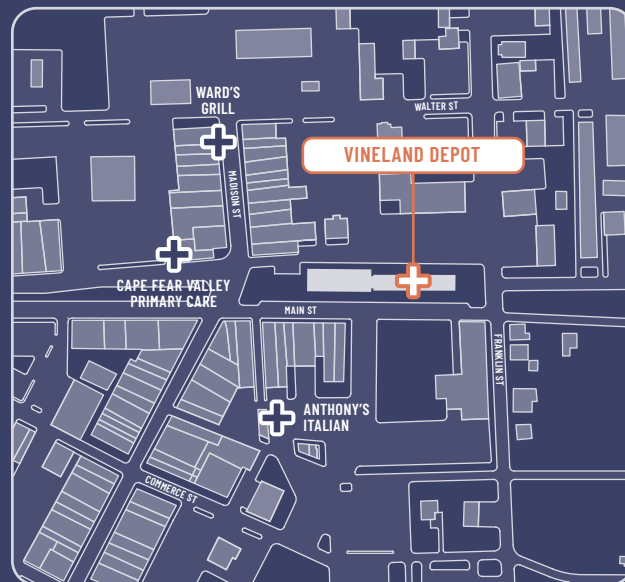 WARD'S
GRILL
WALTER ST
VINELAND DEPOT
MADISON ST
CAPE FEAR VALLEY
PRIMARY CARE
MAIN ST
FRANKLIN ST
ANTHONY'S
ITALIAN
COMMERCE ST